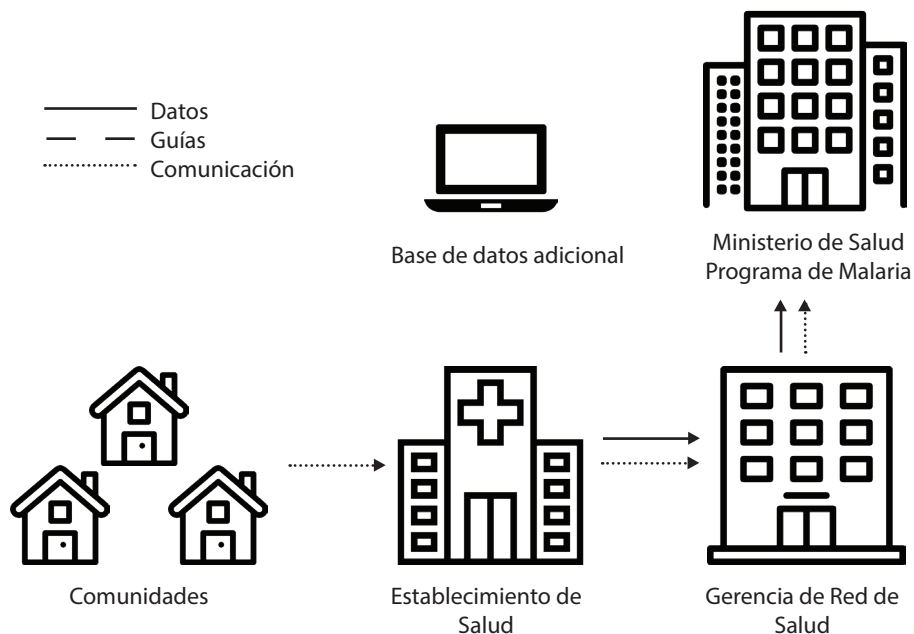 Datos
Guías
Comunicación
Base de datos adicional
Ministerio de Salud
Programa de Malaria
Comunidades
Establecimiento de
Salud
Gerencia de Red de
Salud